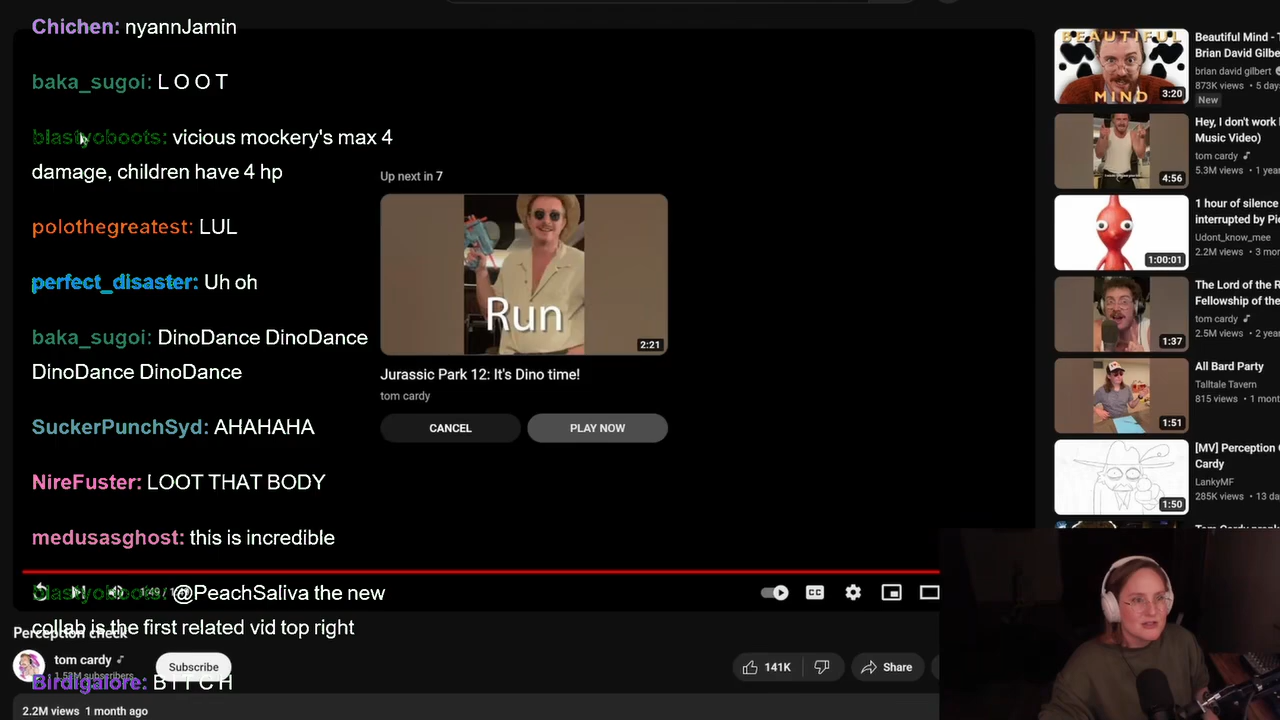 Chichen: nyannJamin
baka_sugoi: L O O T
blastyoboots: vicious mockery's max 4
damage, children have 4 hp
polothegreatest: LUL
perfect_disaster: Uh oh
baka_sugoi: DinoDance DinoDance
DinoDance DinoDance
SuckerPunchSyd: AHAHAHA
NireFuster: LOOT THAT BODY
medusasghost: this is incredible
blastyoboots: @PeachSaliva the new
collab is the first related vid top right
Birdigalore: B I T C H
Up next in 7
Run
2:21
Jurassic Park 12: It's Dino time!
tom cardy
CANCEL
PLAY NOW
1:49 /
CC
Perception check
tom cardy
subscribers
Subscribe
141K
Share
2.2M views 1 month ago
BEAUTIFUL
MIND
3:20
Beautiful Mind -
Brian David Gilbe
brian david gilbert
873K views • 5 days
New
4:56
Hey, I don't work
Music Video)
tom cardy
5.3M views • 1 year
1:00:01
1 hour of silence
interrupted by Pi
Udont_know_mee
2.2M views • 3 mon
1:37
The Lord of the R
Fellowship of the
tom cardy
2.5M views • 2 year
1:51
All Bard Party
Talltale Tavern
815 views • 1 mont
1:50
[MV] Perception C
Cardy
LankyMF
285K views • 13 da